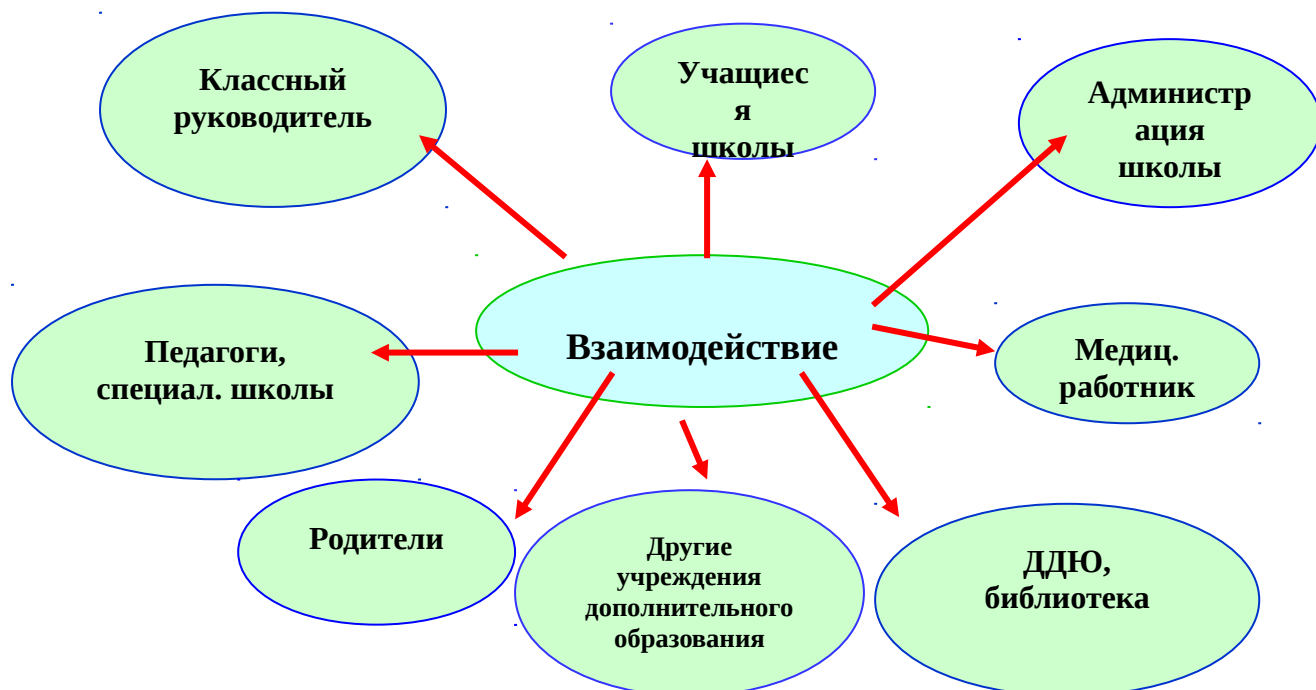 Классный
руководитель
Учащиес
я
школы
Администр
ация
школы
Педагоги,
специал. школы
Взаимодействие
Медиц.
работник
Родители
Другие
учреждения
дополнительного
образования
ДДЮ,
библиотека